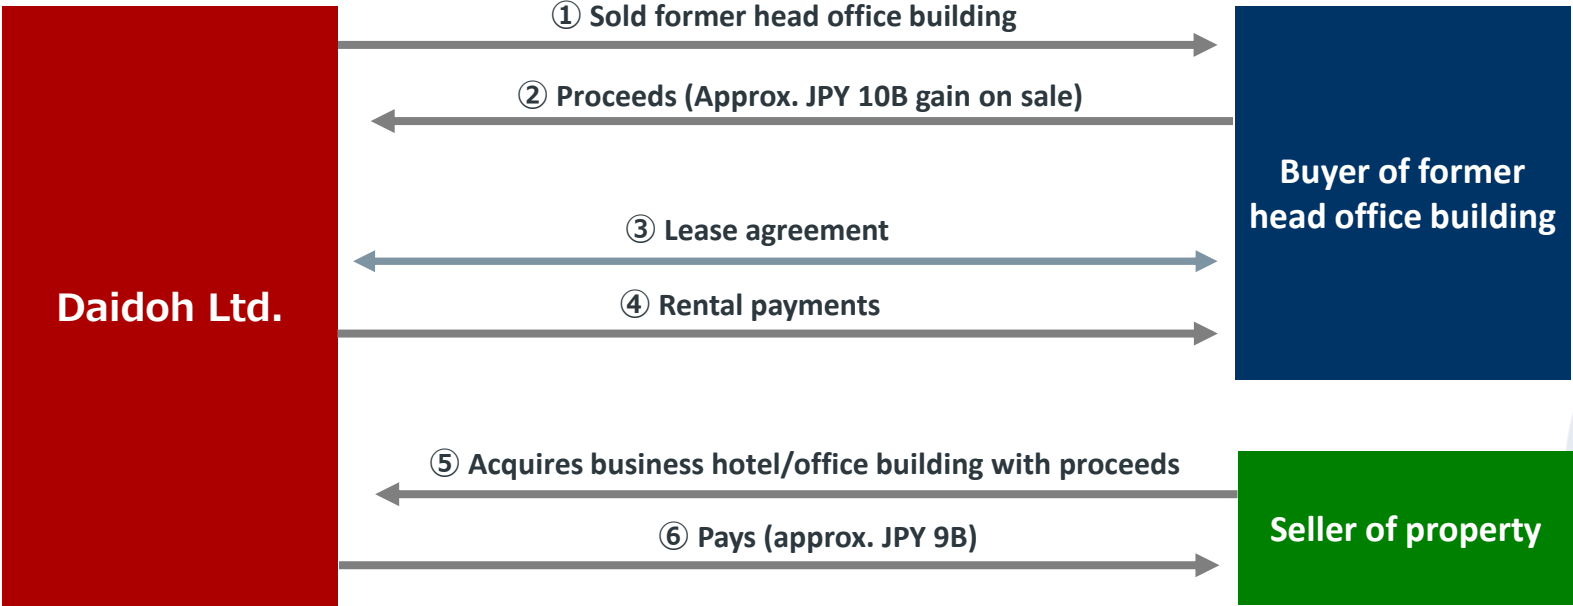 ① Sold former head office building
② Proceeds (Approx. JPY 10B gain on sale)
Buyer of former
head office building
③ Lease agreement
Daidoh Ltd.
④ Rental payments
⑤ Acquires business hotel/office building with proceeds
Seller of property
⑥ Pays (approx. JPY 9B)